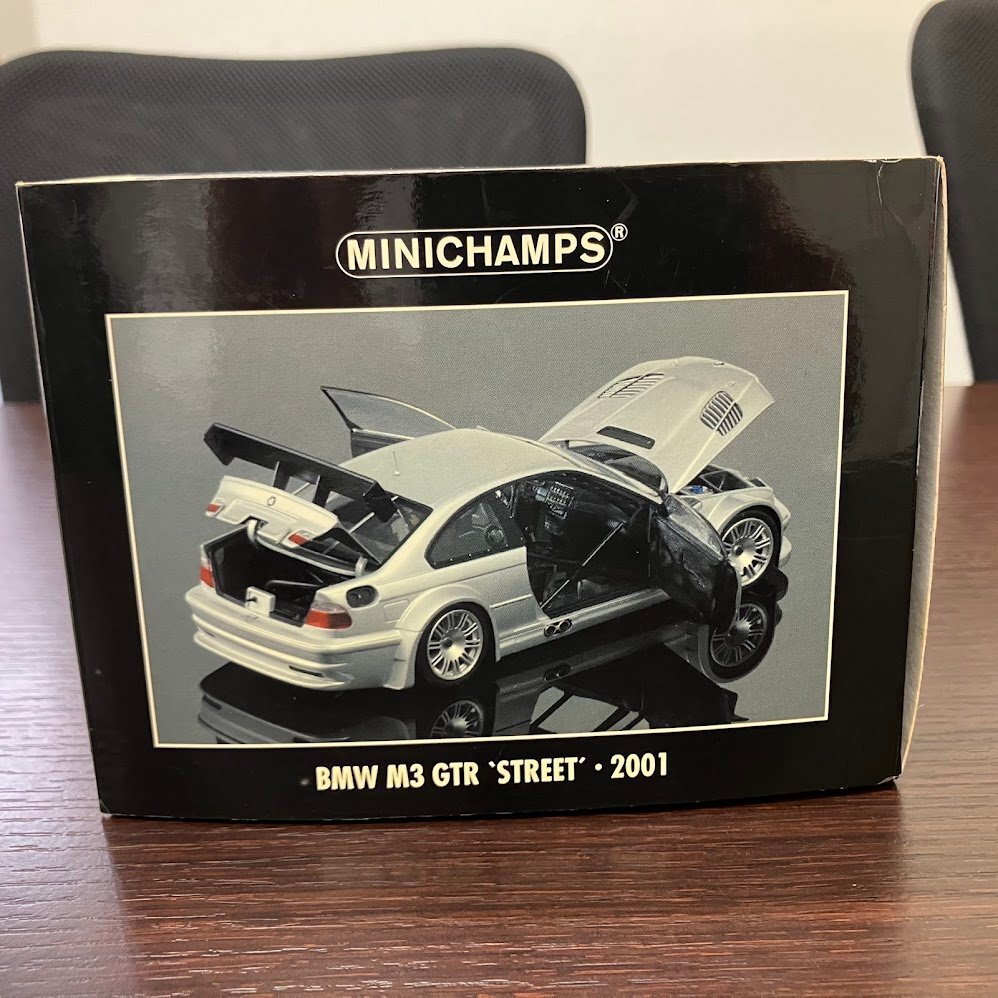 MINICHAMPS®
BMW M3 GTR `STREET´ · 2001